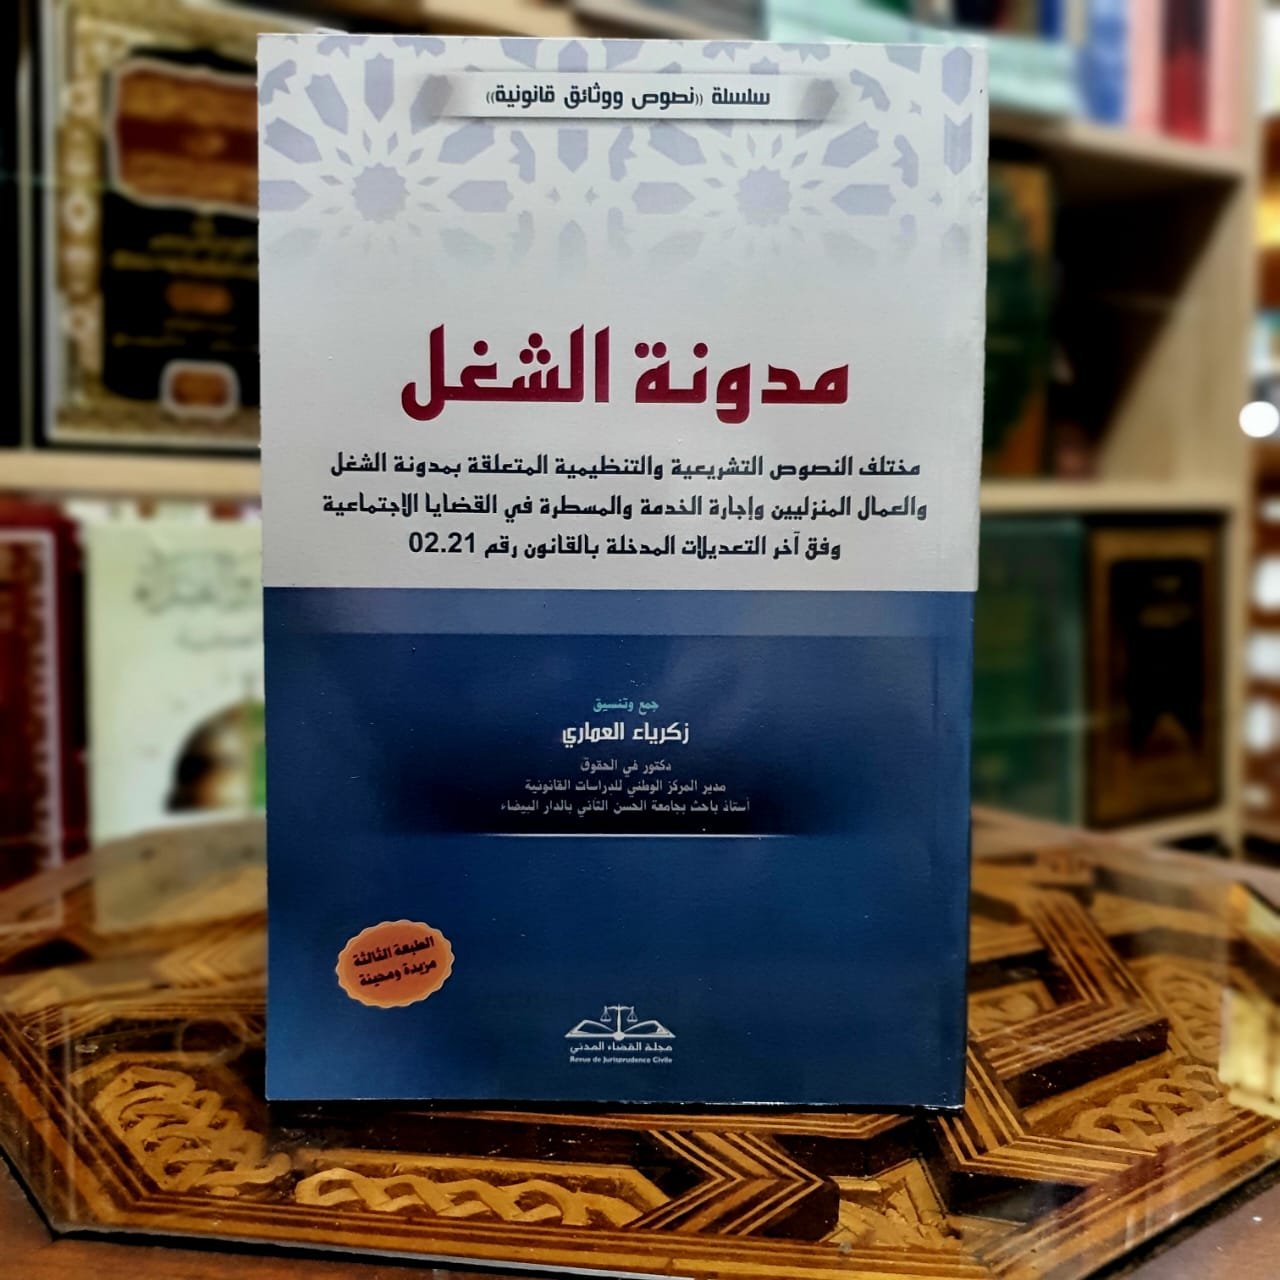 سلسلة ((نصوص ووثائق قانونية))
مدونة الشغل
مختلف النصوص التشريعية والتنظيمية المتعلقة بمدونة الشغل
والعمال المنزليين وإجارة الخدمة والمسطرة في القضايا الاجتماعية
وفق آخر التعديلات المدخلة بالقانون رقم 02.21
جمع وتنسيق
زكرياء العماري
دكتور في الحقوق
مدير المركز الوطني للدراسات القانونية
أستاذ باحث بجامعة الحسن الثاني بالدار البيضاء
الطبعة الثالثة
مزيدة ومحينة
مجلة القضاء المدني
Revue de Jurisprudence Civile